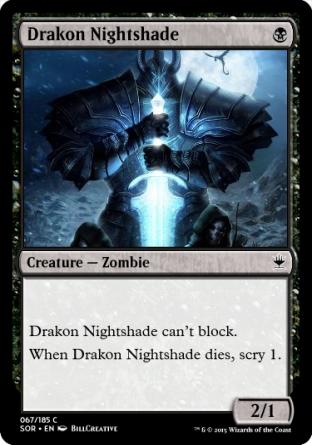 Drakon Nightshade
Creature — Zombie
Drakon Nightshade can't block.
When Drakon Nightshade dies, scry 1.
2/1
067/185 C
SOR • EN BillCreative
™ & © 2015 Wizards of the Coast